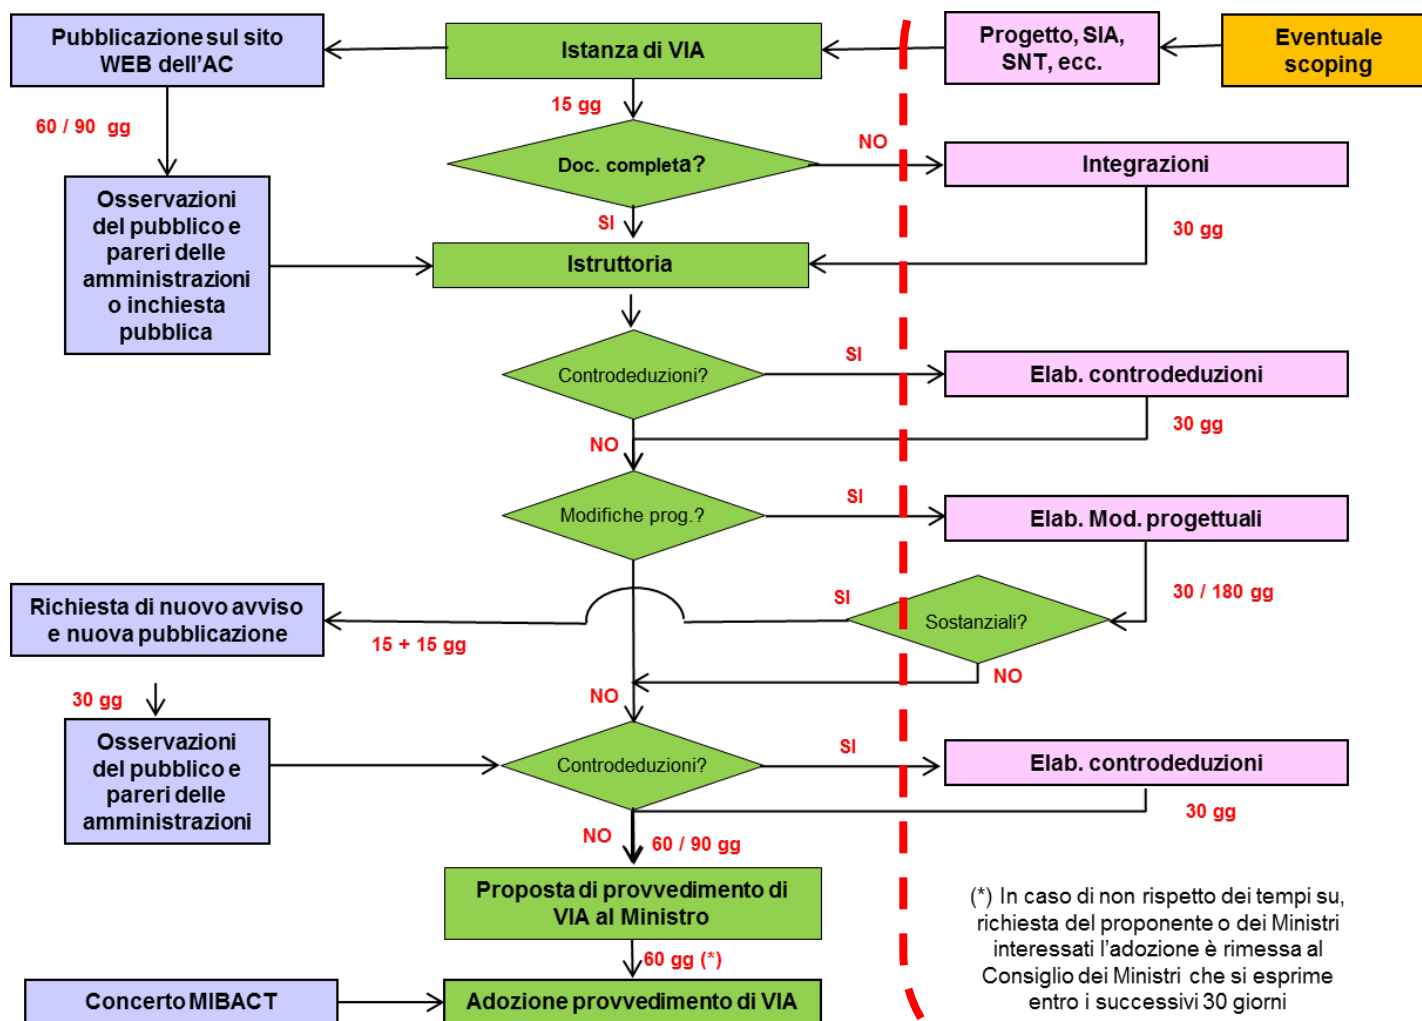 Pubblicazione sul sito
WEB dell'AC
Istanza di VIA
Progetto, SIA,
SNT, ecc.
Eventuale
scoping
15 gg
60 / 90 gg
Doc. completa?
NO
Integrazioni
SI
30 gg
Osservazioni
del pubblico e
pareri delle
amministrazioni
o inchiesta
pubblica
Istruttoria
Controdeduzioni?
SI
Elab. controdeduzioni
NO
30 gg
Modifiche prog.?
SI
Elab. Mod. progettuali
30 / 180 gg
Richiesta di nuovo avviso
e nuova pubblicazione
SI
Sostanziali?
15 + 15 gg
NO
30 gg
NO
Osservazioni
del pubblico e
pareri delle
amministrazioni
Controdeduzioni?
SI
Elab. controdeduzioni
NO
60 / 90 gg
30 gg
Proposta di provvedimento di
VIA al Ministro
60 gg (*)
Concerto MIBACT
Adozione provvedimento di VIA
(*) In caso di non rispetto dei tempi su,
richiesta del proponente o dei Ministri
interessati l'adozione è rimessa al
Consiglio dei Ministri che si esprime
entro i successivi 30 giorni